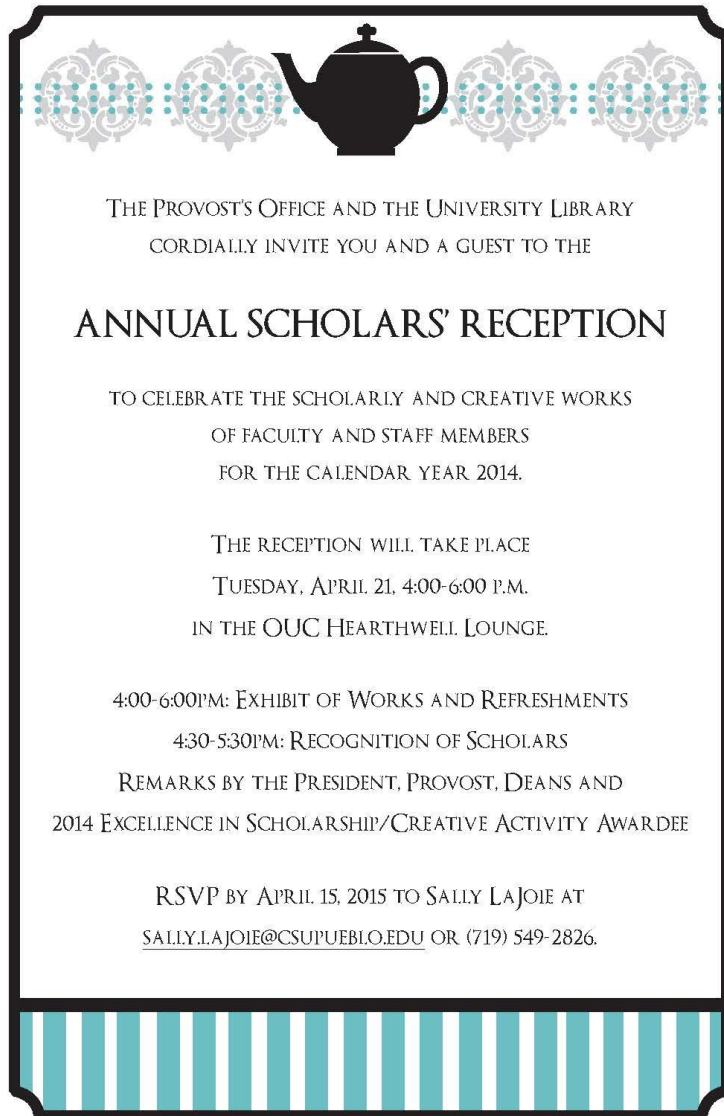 The Provost's Office and the University Library
cordially invite you and a guest to the
ANNUAL SCHOLARS' RECEPTION
to celebrate the scholarly and creative works
of faculty and staff members
for the calendar year 2014.
The reception will take place
Tuesday, April 21, 4:00-6:00 p.m.
in the OUC Hearthwell Lounge.
4:00-6:00pm: Exhibit of Works and Refreshments
4:30-5:30pm: Recognition of Scholars
Remarks by the President, Provost, Deans and
2014 Excellence in Scholarship/Creative Activity Awardee
RSVP by April 15, 2015 to Sally LaJoie at
sally.lajoie@csupueblo.edu or (719) 549-2826.